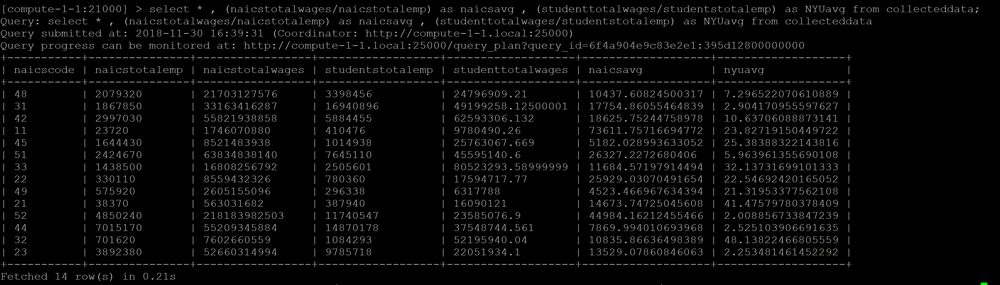 [compute-1-1:21000] > select * , (naicstotalwages/naicstotalemp) as naicsavg , (studenttotalwages/studentstotalemp) as NYUavg from collecteddata;
Query: select * , (naicstotalwages/naicstotalemp) as naicsavg , (studenttotalwages/studentstotalemp) as NYUavg from collecteddata
Query submitted at: 2018-11-30 16:39:31 (Coordinator: http://compute-1-1.local:25000)
Query progress can be monitored at: http://compute-1-1.local:25000/query_plan?query_id=6f4a904e9c83e2e1:395d12800000000
+-----------+---------------+-----------------+------------------+-------------------+-------------------+-------------------+
| naicscode | naicstotalemp | naicstotalwages | studentstotalemp | studenttotalwages | naicsavg          | nyuavg            |
+-----------+---------------+-----------------+------------------+-------------------+-------------------+-------------------+
| 48        | 2079320       | 21703127576     | 3398456          | 24796909.21       | 10437.60824500317 | 7.296522070610889 |
| 31        | 1867850       | 33163416287     | 16940896         | 49199258.12500001 | 17754.86055464839 | 2.904170955597627 |
| 42        | 2997030       | 55821938858     | 5884455          | 62593306.132      | 18625.75244758978 | 10.63706088873141 |
| 11        | 23720         | 1746070880      | 410476           | 9780490.26        | 73611.75716694772 | 23.82719150449722 |
| 45        | 1644430       | 8521483938      | 1014938          | 25763067.669      | 5182.028993633052 | 25.38388322143816 |
| 51        | 2424670       | 63834838140     | 7645110          | 45595140.6        | 26327.2272680406  | 5.963961355690108 |
| 33        | 1438500       | 16808256792     | 2505601          | 80523293.58999999 | 11684.57197914494 | 32.13731699101333 |
| 22        | 330110        | 8559432326      | 780360           | 17594717.77       | 25929.03070491654 | 22.54692420165052 |
| 49        | 575920        | 2605155096      | 296338           | 6317788           | 4523.466967634394 | 21.31953377562108 |
| 21        | 38370         | 563031682       | 387940           | 16090121          | 14673.74725045608 | 41.47579780378409 |
| 52        | 4850240       | 218183982503    | 11740547         | 23585076.9        | 44984.16212455466 | 2.008856733847239 |
| 44        | 7015170       | 55209345884     | 14870178         | 37548744.561      | 7869.994010693968 | 2.525103906691635 |
| 32        | 701620        | 7602660559      | 1084293          | 52195940.04       | 10835.86636498389 | 48.13822466805559 |
| 23        | 3892380       | 52660314994     | 9785718          | 22051934.1        | 13529.07860846063 | 2.253481461452292 |
+-----------+---------------+-----------------+------------------+-------------------+-------------------+-------------------+
Fetched 14 row(s) in 0.21s